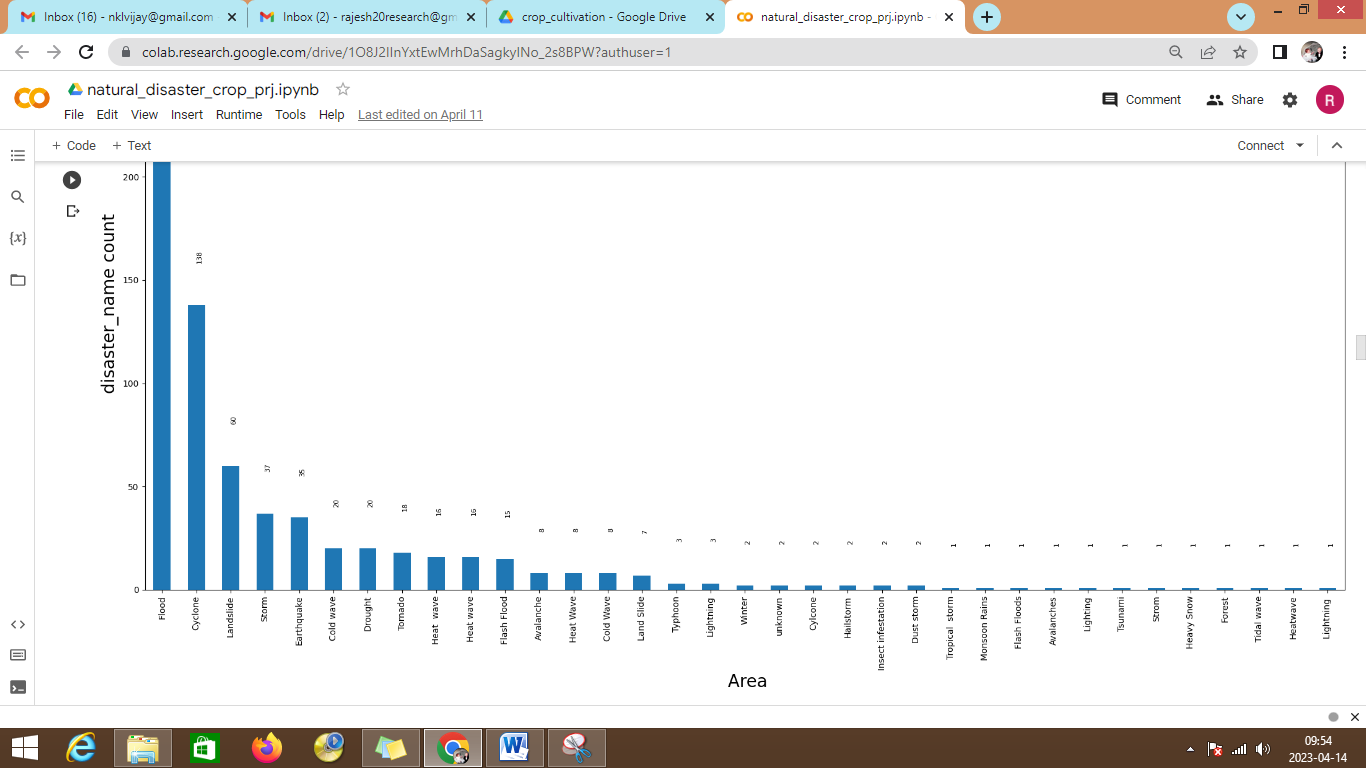 Inbox (16) - nklvijay@gmail.com
Inbox (2) - rajesh20research@gm
crop_cultivation - Google Drive
natural_disaster_crop_prj.ipynb -
colab.research.google.com/drive/1O8J2IInYxtEwMrhDaSagkyINo_2s8BPW?authuser=1
natural_disaster_crop_prj.ipynb
File Edit View Insert Runtime Tools Help Last edited on April 11
Comment
Share
R
+ Code + Text
Connect
{x}
disaster_name count
200
150
100
50
0
138
60
37
35
20
20
18
16
16
15
8
8
8
7
3
3
2
2
2
2
2
2
1
1
1
1
1
1
1
1
1
1
1
1
Flood
Cyclone
Landslide
Storm
Earthquake
Cold wave
Drought
Tornado
Heat  wave
Heat wave
Flash Flood
Avalanche
Heat Wave
Cold Wave
Land Slide
Typhoon
Lightning
Winter
unknown
Cylcone
Hailstorm
Insect infestation
Dust storm
Tropical  storm
Monsoon Rains
Flash Floods
Avalanches
Lighting
Tsunami
Strom
Heavy Snow
Forest
Tidal wave
Heatwave
Lightning
Area
09:54
2023-04-14